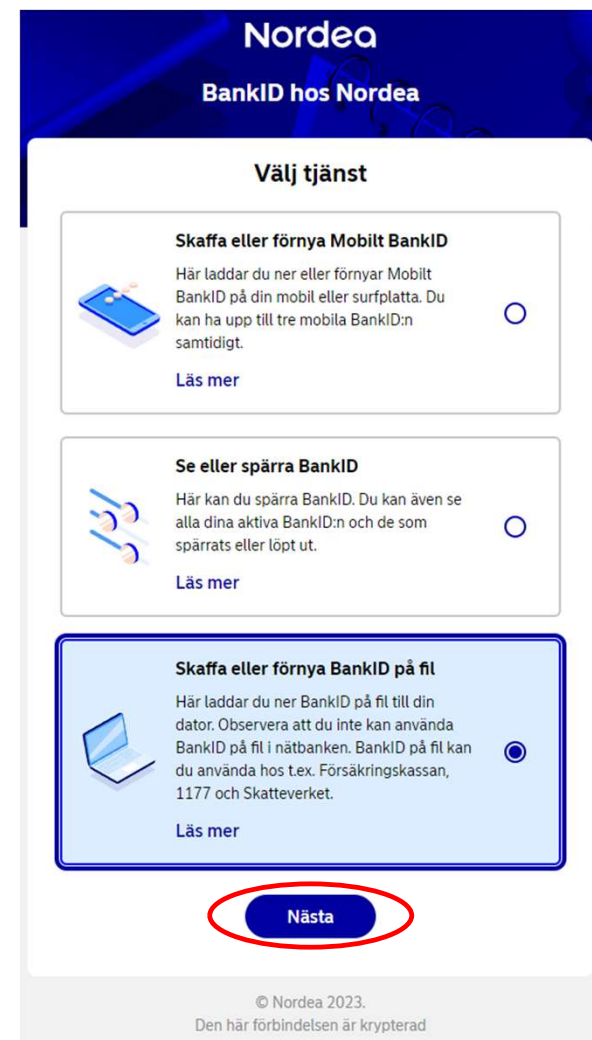 Nordea
BankID hos Nordea
Välj tjänst
Skaffa eller förnya Mobilt BankID
Här laddar du ner eller förnyar Mobilt
BankID på din mobil eller surfplatta. Du
kan ha upp till tre mobila BankID:n
samtidigt.
Läs mer
Se eller spärra BankID
Här kan du spärra BankID. Du kan även se
alla dina aktiva BankID:n och de som
spärrats eller löpt ut.
Läs mer
Skaffa eller förnya BankID på fil
Här laddar du ner BankID på fil till din
dator. Observera att du inte kan använda
BankID på fil i nätbanken. BankID på fil kan
du använda hos t.ex. Försäkringskassan,
1177 och Skatteverket.
Läs mer
Nästa
© Nordea 2023.
Den här förbindelsen är krypterad